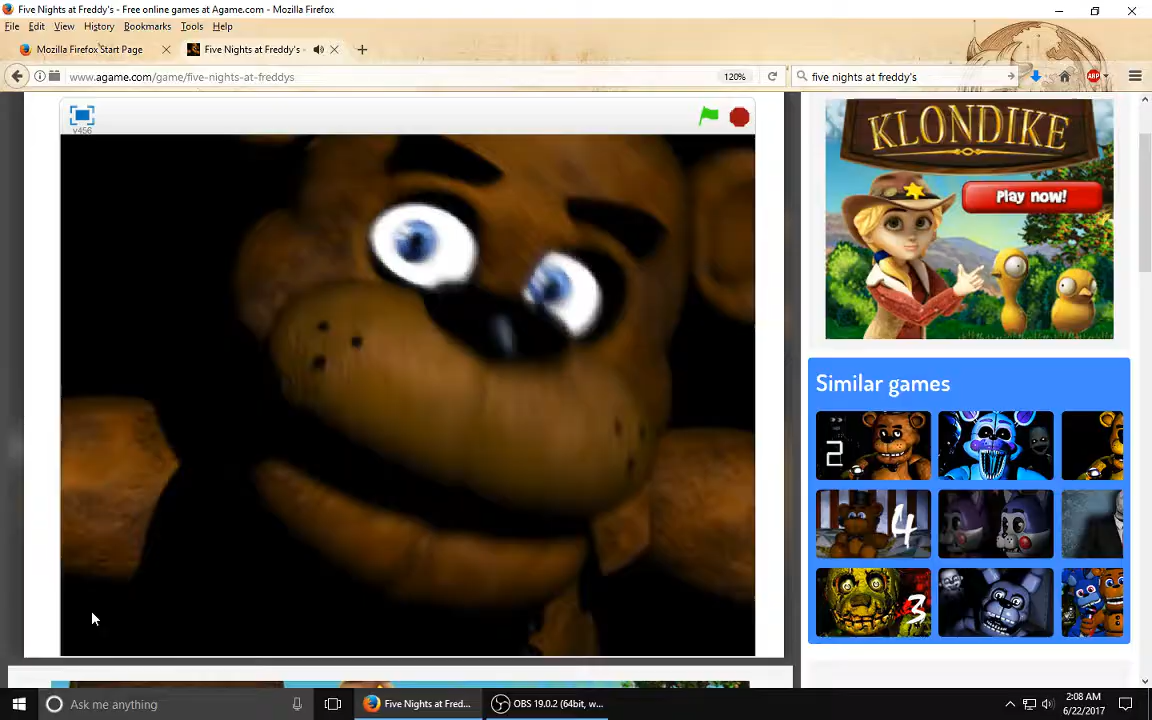 Five Nights at Freddy's - Free online games at Agame.com - Mozilla Firefox
File Edit View History Bookmarks Tools Help
Mozilla Firefox Start Page
Five Nights at Freddy's -
www.agame.com/game/five-nights-at-freddys
120%
five nights at freddy's
ABP
v456
KLONDIKE
Play now!
Similar games
2
4
3
Ask me anything
Five Nights at Fred...
OBS 19.0.2 (64bit, w...
2:08 AM
6/22/2017